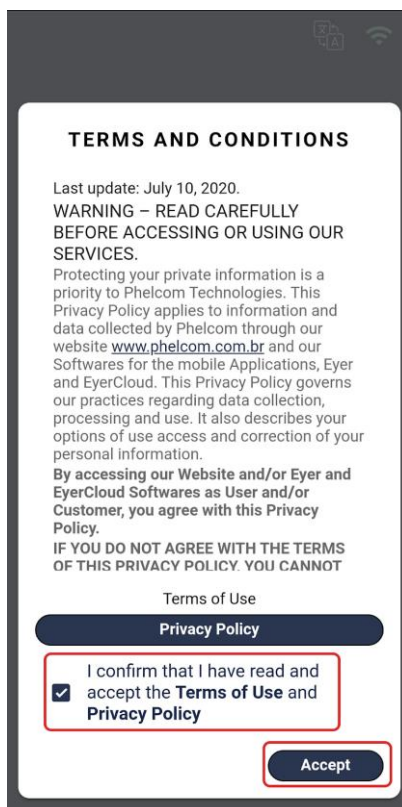 TERMS AND CONDITIONS
Last update: July 10, 2020.
WARNING – READ CAREFULLY
BEFORE ACCESSING OR USING OUR
SERVICES.
Protecting your private information is a
priority to Phelcom Technologies. This
Privacy Policy applies to information and
data collected by Phelcom through our
website www.phelcom.com.br and our
Softwares for the mobile Applications, Eyer
and EyerCloud. This Privacy Policy governs
our practices regarding data collection,
processing and use. It also describes your
options of use access and correction of your
personal information.
By accessing our Website and/or Eyer and
EyerCloud Softwares as User and/or
Customer, you agree with this Privacy
Policy.
IF YOU DO NOT AGREE WITH THE TERMS
OF THIS PRIVACY POLICY, YOU CANNOT
Terms of Use
Privacy Policy
I confirm that I have read and
accept the Terms of Use and
Privacy Policy
Accept